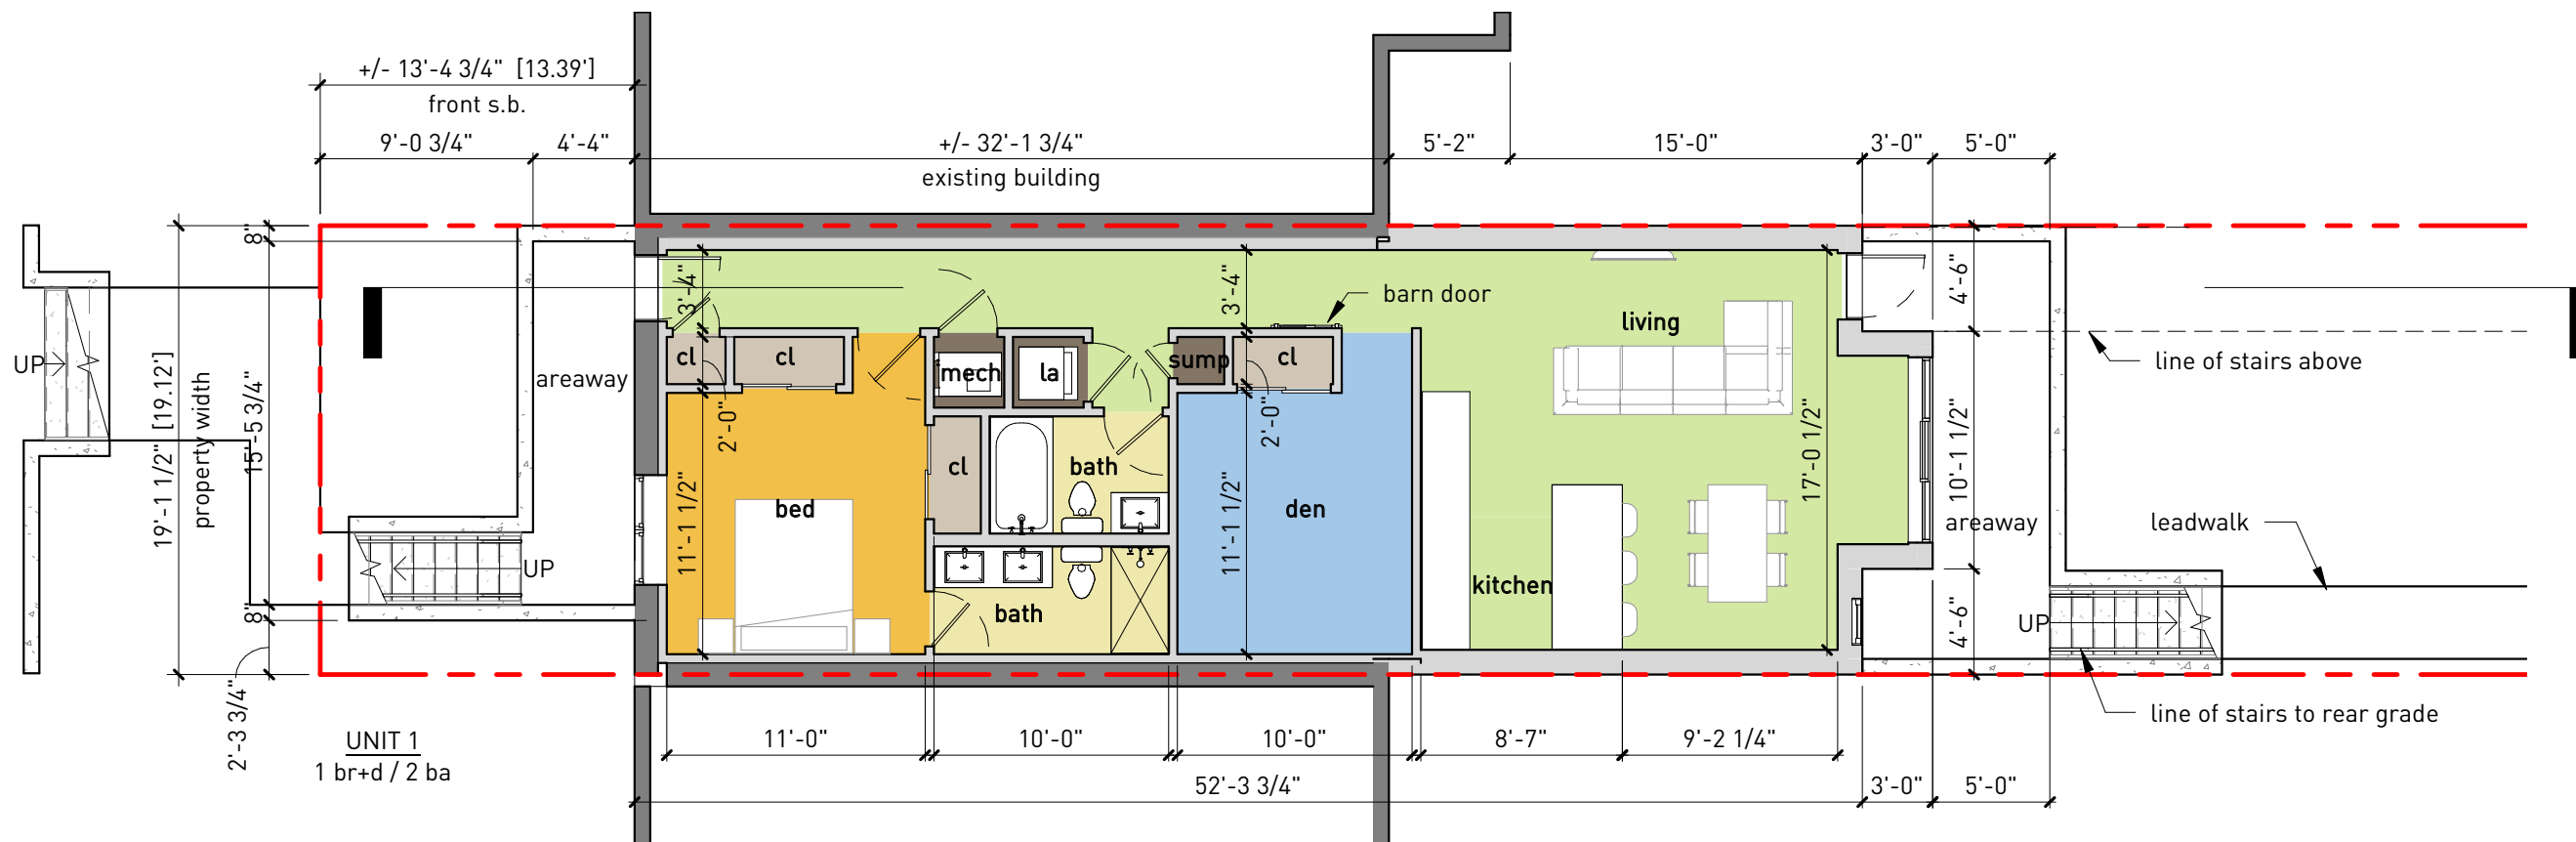 +/- 13'-4 3/4" [13.39']
front s.b.
9'-0 3/4"
4'-4"
+/- 32'-1 3/4"
existing building
5'-2"
15'-0"
3'-0"
5'-0"
8"
19'-1 1/2" [19.12']
property width
15'-5 3/4"
8"
2'-3 3/4"
UP
areaway
UP
3'-4"
3'-4"
barn door
living
cl
cl
mech
la
sump
cl
2'-0"
2'-0"
cl
bath
bed
den
11'-1 1/2"
11'-1 1/2"
bath
kitchen
17'-0 1/2"
4'-6"
10'-1 1/2"
areaway
4'-6"
line of stairs above
leadwalk
UP
line of stairs to rear grade
UNIT 1
1 br+d / 2 ba
11'-0"
10'-0"
10'-0"
8'-7"
9'-2 1/4"
52'-3 3/4"
3'-0"
5'-0"